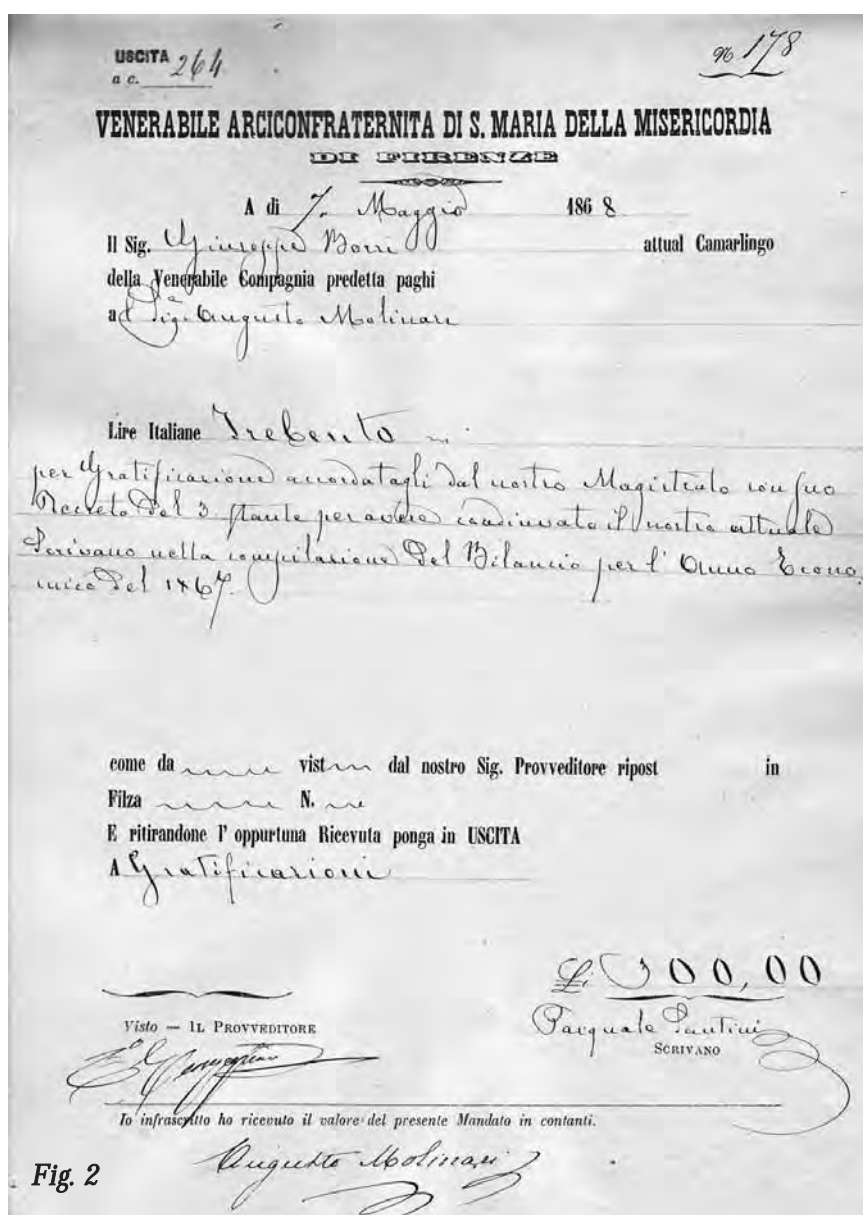 USCITA 264
a c.
N 178
VENERABILE ARCICONFRATERNITA DI S. MARIA DELLA MISERICORDIA
DI FIRENZE
A di 7. Maggio 1868
Il Sig. Giuseppe Borri attual Camarlingo
della Venerabile Compagnia predetta paghi
al Sig.e Augusto Molinari
Lire Italiane Trecento
per Gratificazione accordatagli dal nostro Magistrato con suo
Decreto del 3. stante per avere coadiuvato il nostro attuale
Scrivano nella compilazione del Bilancio per l'Anno Econo
mico del 1867.
come da vist dal nostro Sig. Provveditore ripost in
Filza N.
E ritirandone l'oppurtuna Ricevuta ponga in USCITA
A Gratificazioni
L. 300,00
Visto — IL PROVVEDITORE
Pasquale Santini
SCRIVANO
Io infrascritto ho ricevuto il valore del presente Mandato in contanti.
Augusto Molinari
Fig. 2